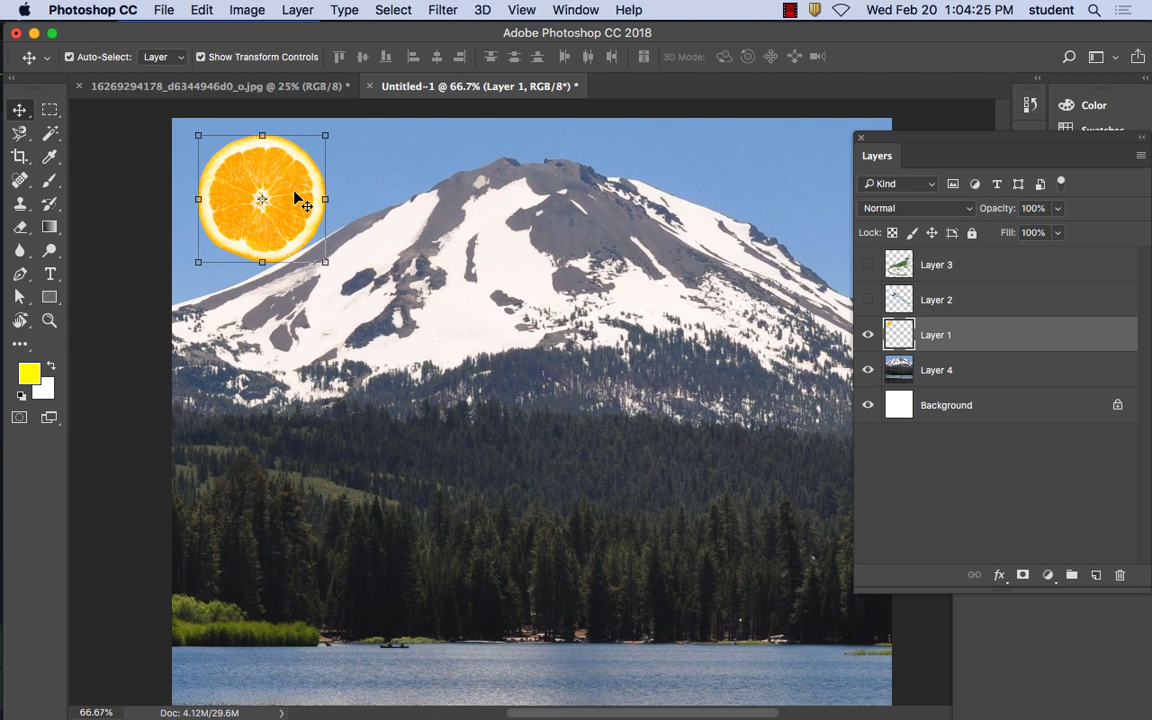 Photoshop CC File Edit Image Layer Type Select Filter 3D View Window Help Wed Feb 20 1:04:25 PM student
Adobe Photoshop CC 2018
Auto-Select: Layer Show Transform Controls 3D Mode:
16269294178_d6344946d0_o.jpg @ 25% (RGB/8) * Untitled-1 @ 66.7% (Layer 1, RGB/8*) *
Color
Swatches
Layers
Kind
Normal Opacity: 100%
Lock: Fill: 100%
Layer 3
Layer 2
Layer 1
Layer 4
Background
fx
66.67% Doc: 4.12M/29.6M